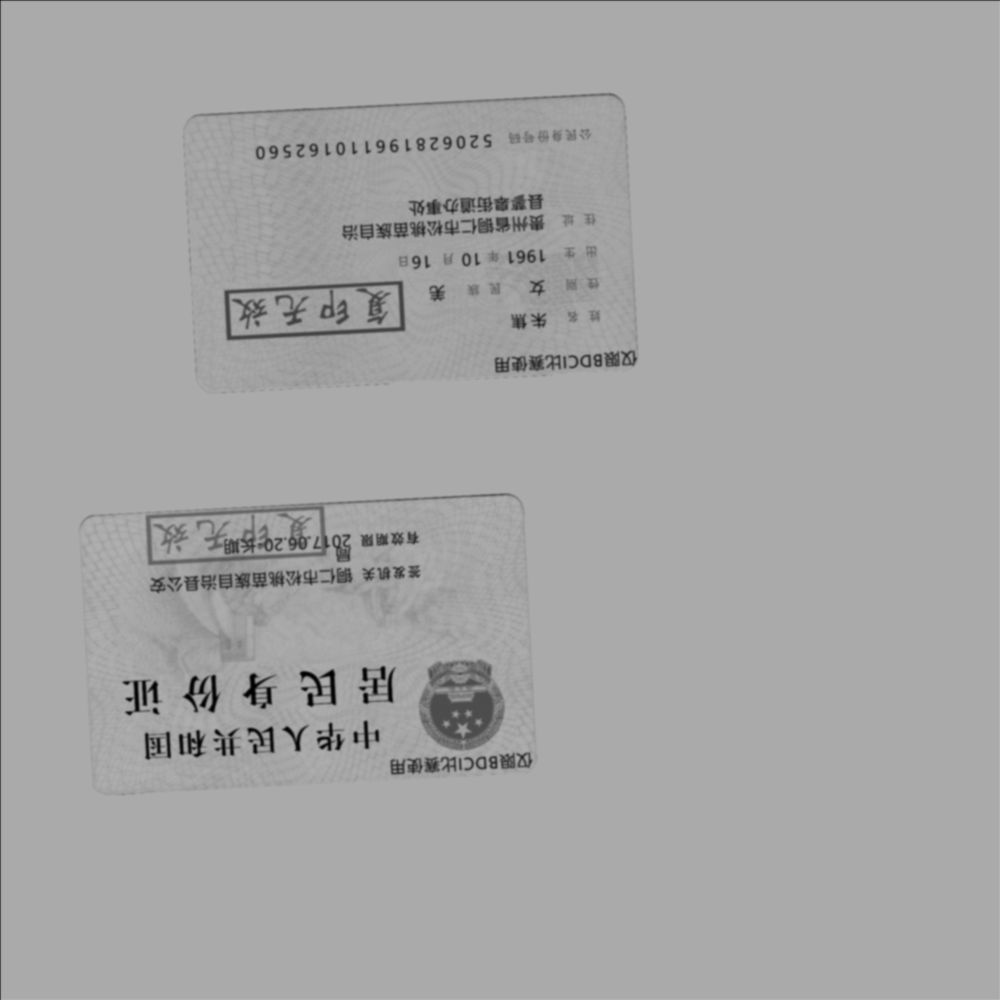 仅限BDCI比赛使用
中华人民共和国
居民身份证
签发机关 铜仁市松桃苗族自治县公安
局
有效期限 2017.06.20-长期
复印无效
仅限BDCI比赛使用
姓名 朱焦
性别 女 民族 羌
复印无效
出生 1961 年 10 月 16 日
住址 贵州省铜仁市松桃苗族自治
县蓼皋街道办事处
公民身份号码 520628196110162560